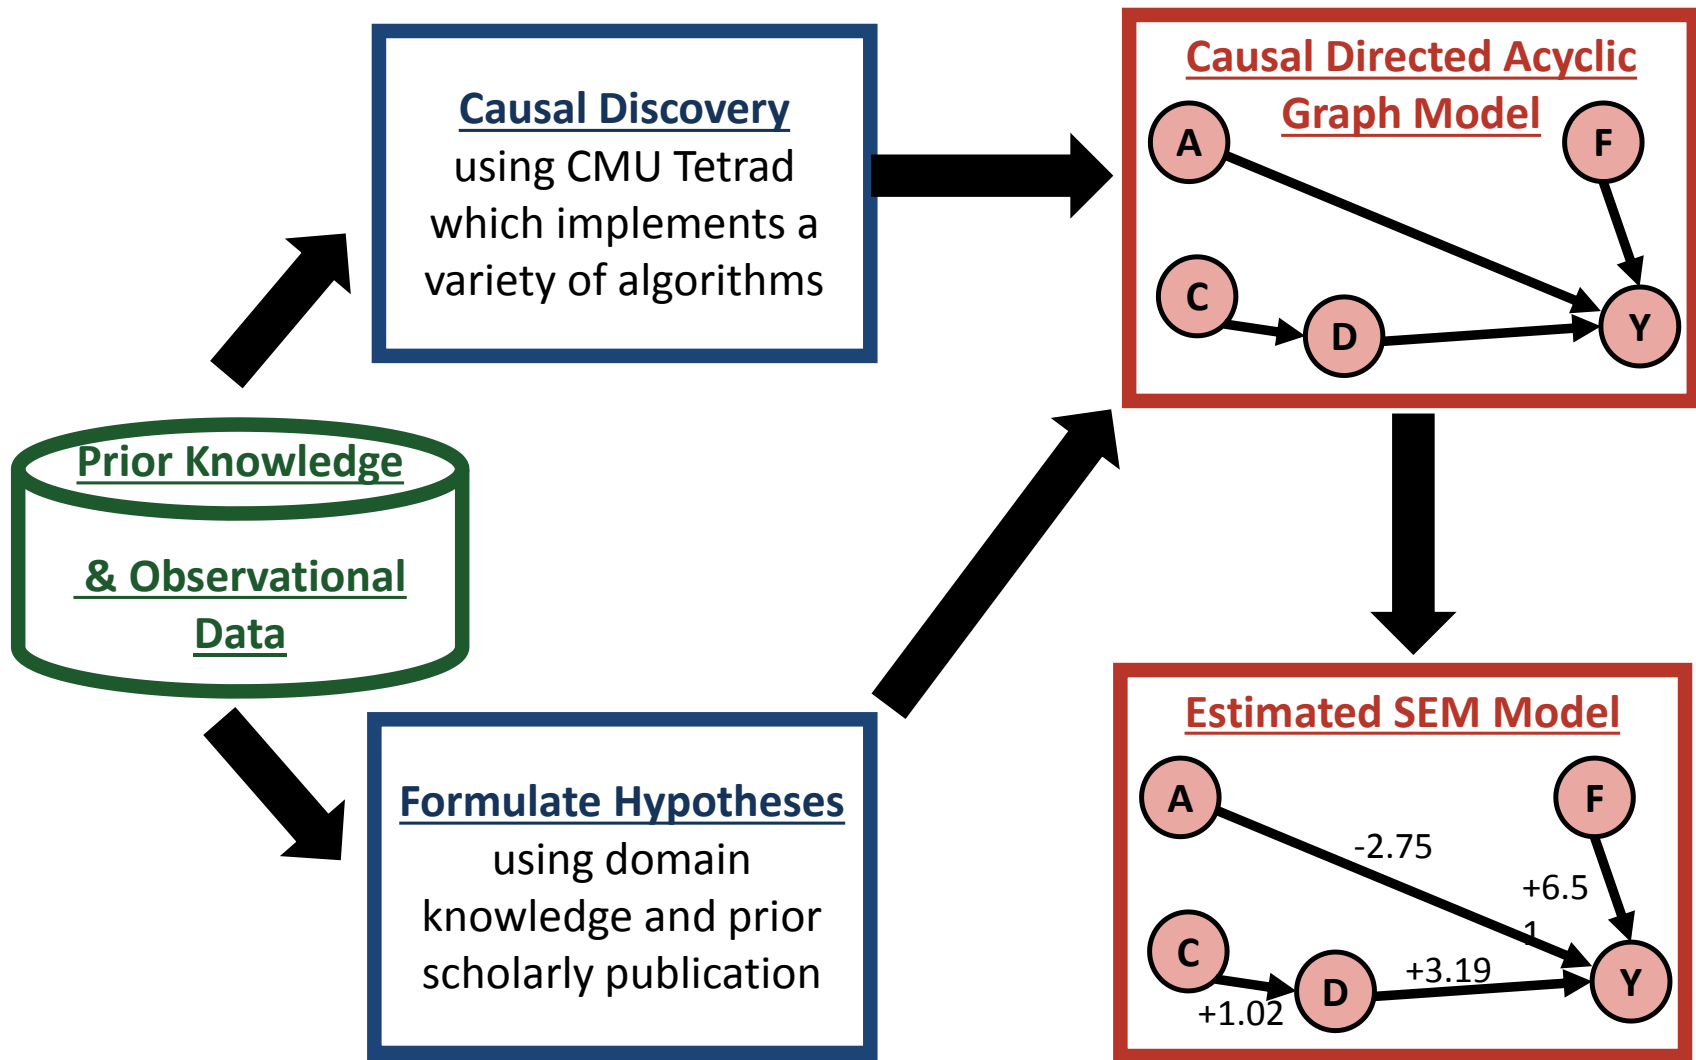 Causal Discovery
using CMU Tetrad
which implements a
variety of algorithms
Causal Directed Acyclic
Graph Model
A
F
C
D
Y
Prior Knowledge
& Observational
Data
Formulate Hypotheses
using domain
knowledge and prior
scholarly publication
Estimated SEM Model
A
F
-2.75
+6.5
1
C
+3.19
D
Y
+1.02